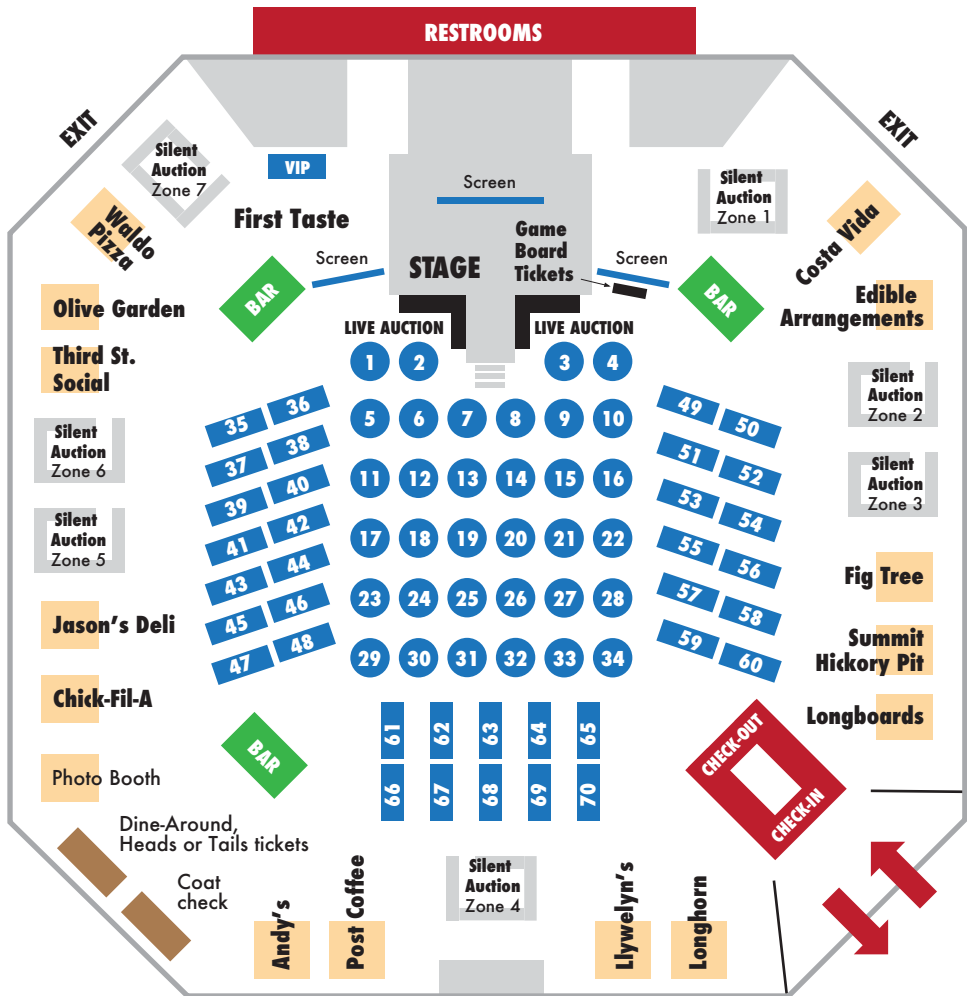 RESTROOMS
EXIT
EXIT
Silent
Auction
Zone 7
VIP
Screen
Silent
Auction
Zone 1
Waldo
Pizza
First Taste
Game
Board
Tickets
Costa Vida
Screen
STAGE
Screen
BAR
BAR
Olive Garden
Edible
Arrangements
LIVE AUCTION
LIVE AUCTION
Third St.
Social
1 2 3 4
Silent
Auction
Zone 2
35 36
5 6 7 8 9 10
49 50
Silent
Auction
Zone 6
37 38
11 12 13 14 15 16
51 52
Silent
Auction
Zone 3
39 40
53 54
Silent
Auction
Zone 5
41 42
17 18 19 20 21 22
55 56
Fig Tree
43 44
23 24 25 26 27 28
57 58
Jason's Deli
45 46
59 60
Summit
Hickory Pit
47 48
29 30 31 32 33 34
Chick-Fil-A
Longboards
61 62 63 64 65
BAR
CHECK-OUT
CHECK-IN
Photo Booth
66 67 68 69 70
Dine-Around,
Heads or Tails tickets
Coat
check
Andy's
Post Coffee
Silent
Auction
Zone 4
Llywelyn's
Longhorn